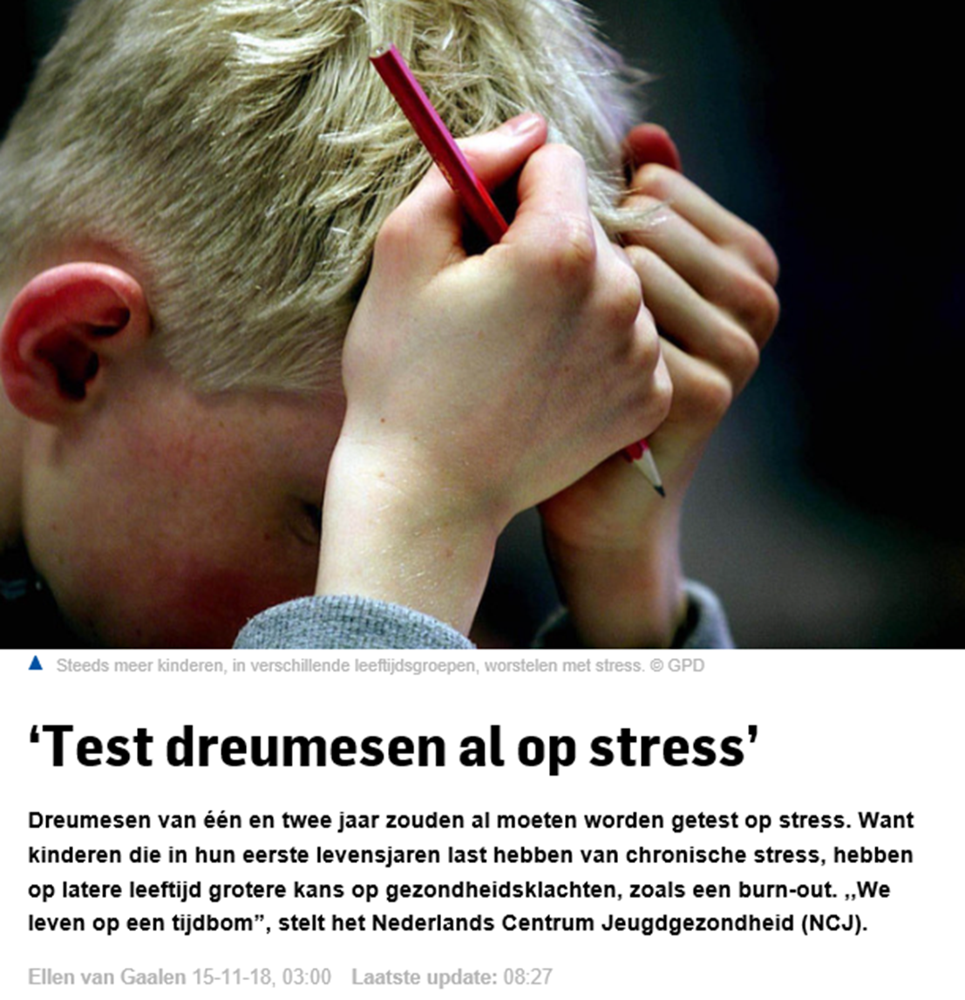 Steeds meer kinderen, in verschillende leeftijdsgroepen, worstelen met stress. © GPD
‘Test dreumesen al op stress’
Dreumesen van één en twee jaar zouden al moeten worden getest op stress. Want
kinderen die in hun eerste levensjaren last hebben van chronische stress, hebben
op latere leeftijd grotere kans op gezondheidsklachten, zoals een burn-out. ,,We
leven op een tijdbom”, stelt het Nederlands Centrum Jeugdgezondheid (NCJ).
Ellen van Gaalen 15-11-18, 03:00 Laatste update: 08:27